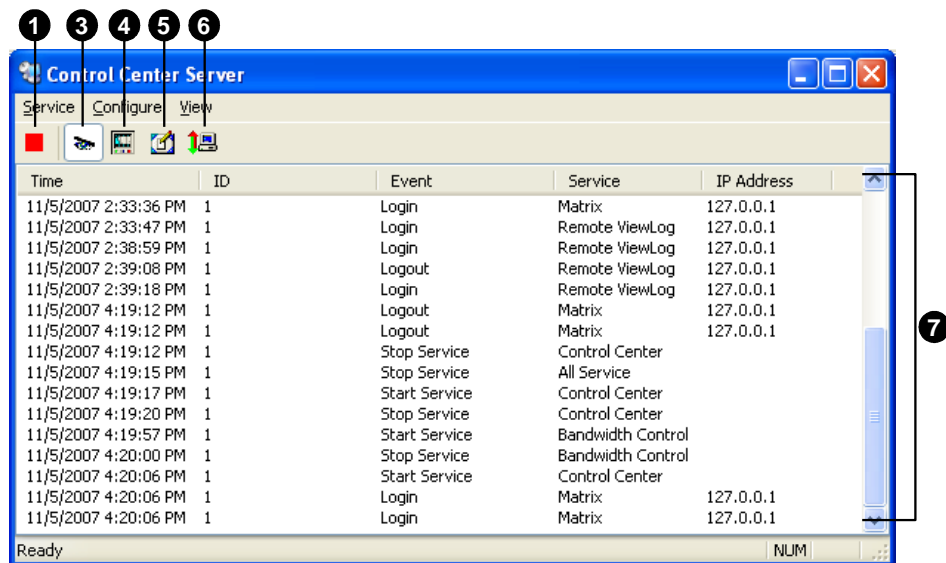 1 3 4 5 6
Control Center Server
Service Configure View
Time ID Event Service IP Address
11/5/2007 2:33:36 PM 1 Login Matrix 127.0.0.1
11/5/2007 2:33:47 PM 1 Login Remote ViewLog 127.0.0.1
11/5/2007 2:38:59 PM 1 Login Remote ViewLog 127.0.0.1
11/5/2007 2:39:08 PM 1 Logout Remote ViewLog 127.0.0.1
11/5/2007 2:39:18 PM 1 Login Remote ViewLog 127.0.0.1
11/5/2007 4:19:12 PM 1 Logout Matrix 127.0.0.1
11/5/2007 4:19:12 PM 1 Logout Matrix 127.0.0.1
11/5/2007 4:19:12 PM 1 Stop Service Control Center
11/5/2007 4:19:15 PM 1 Stop Service All Service
11/5/2007 4:19:17 PM 1 Start Service Control Center
11/5/2007 4:19:20 PM 1 Stop Service Control Center
11/5/2007 4:19:57 PM 1 Start Service Bandwidth Control
11/5/2007 4:20:00 PM 1 Stop Service Bandwidth Control
11/5/2007 4:20:06 PM 1 Start Service Control Center
11/5/2007 4:20:06 PM 1 Login Matrix 127.0.0.1
11/5/2007 4:20:06 PM 1 Login Matrix 127.0.0.1
7
Ready NUM